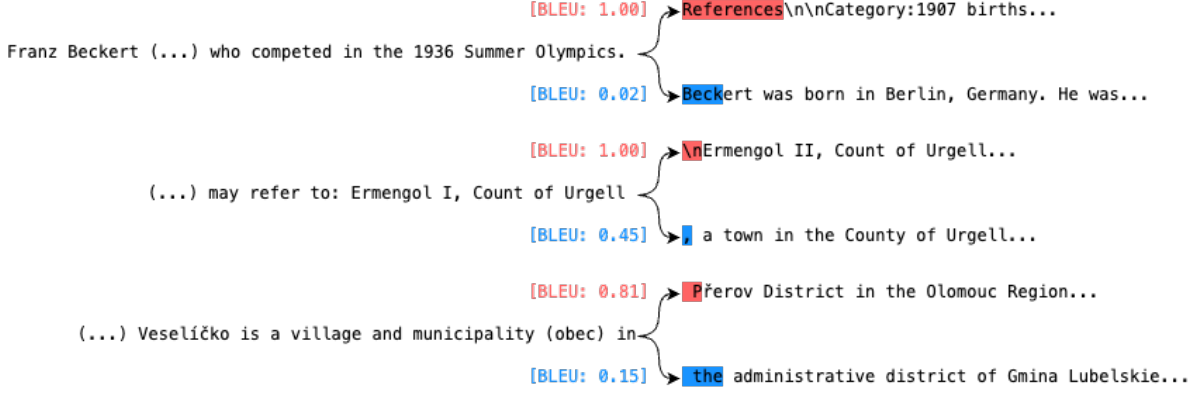 [BLEU: 1.00] References\n\nCategory:1907 births...
Franz Beckert (...) who competed in the 1936 Summer Olympics.
[BLEU: 0.02] Beckert was born in Berlin, Germany. He was...
[BLEU: 1.00] \nErmengol II, Count of Urgell...
(...) may refer to: Ermengol I, Count of Urgell
[BLEU: 0.45] , a town in the County of Urgell...
[BLEU: 0.81] Přerov District in the Olomouc Region...
(...) Veselíčko is a village and municipality (obec) in
[BLEU: 0.15] the administrative district of Gmina Lubelskie...